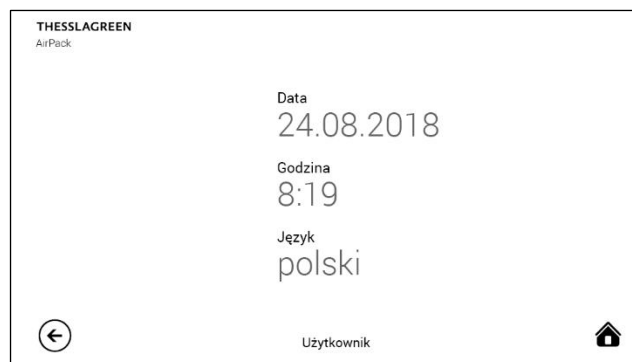 THESSLAGREEN
AirPack
Data
24.08.2018
Godzina
8:19
Język
polski
Użytkownik